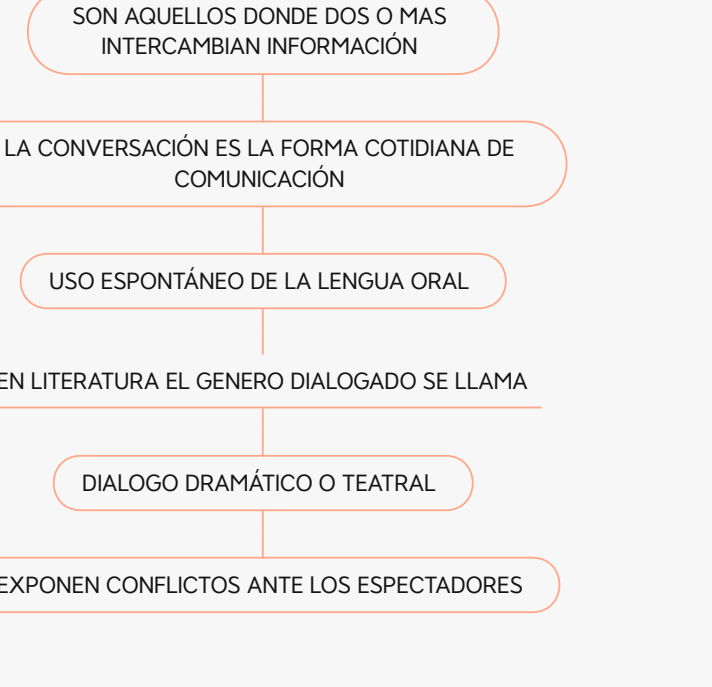 SON AQUELLOS DONDE DOS O MAS
INTERCAMBIAN INFORMACIÓN
LA CONVERSACIÓN ES LA FORMA COTIDIANA DE
COMUNICACIÓN
USO ESPONTÁNEO DE LA LENGUA ORAL
EN LITERATURA EL GENERO DIALOGADO SE LLAMA
DIALOGO DRAMÁTICO O TEATRAL
EXPONEN CONFLICTOS ANTE LOS ESPECTADORES